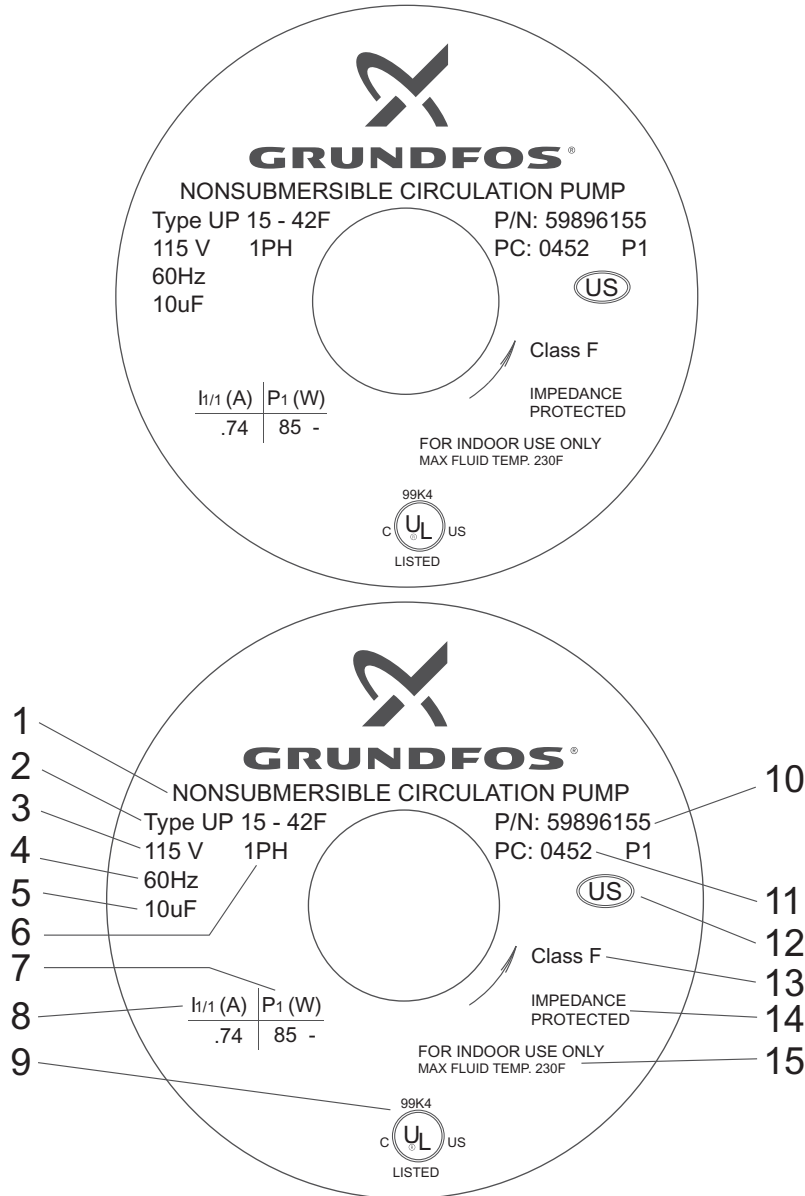 GRUNDFOS®
NONSUBMERSIBLE CIRCULATION PUMP
Type UP 15 - 42F P/N: 59896155
115 V 1PH PC: 0452 P1
60Hz US
10uF
Class F
I1/1 (A) P1 (W) IMPEDANCE
PROTECTED
.74 85 -
FOR INDOOR USE ONLY
MAX FLUID TEMP. 230F
99K4
C UL® US
LISTED
GRUNDFOS®
1
NONSUBMERSIBLE CIRCULATION PUMP 10
2
Type UP 15 - 42F P/N: 59896155
3
115 V 1PH PC: 0452 P1
4
60Hz US 11
5
10uF
6 12
7
Class F 13
8
I1/1 (A) P1 (W) IMPEDANCE
PROTECTED 14
.74 85 -
9
FOR INDOOR USE ONLY
MAX FLUID TEMP. 230F 15
99K4
C UL® US
LISTED